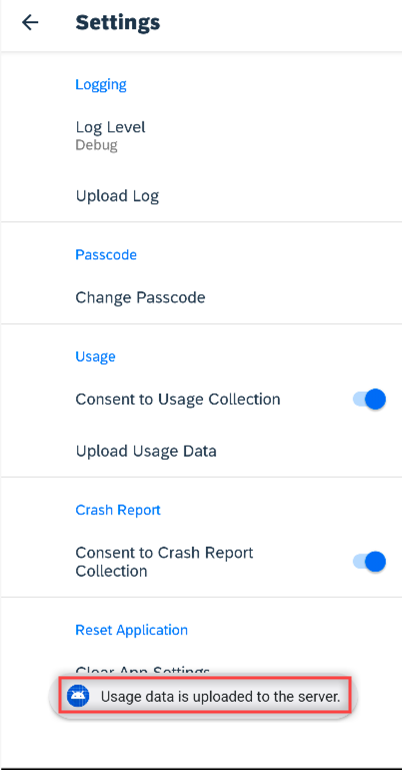 Settings
Logging
Log Level
Debug
Upload Log
Passcode
Change Passcode
Usage
Consent to Usage Collection
Upload Usage Data
Crash Report
Consent to Crash Report
Collection
Reset Application
Clear App Settings
Usage data is uploaded to the server.